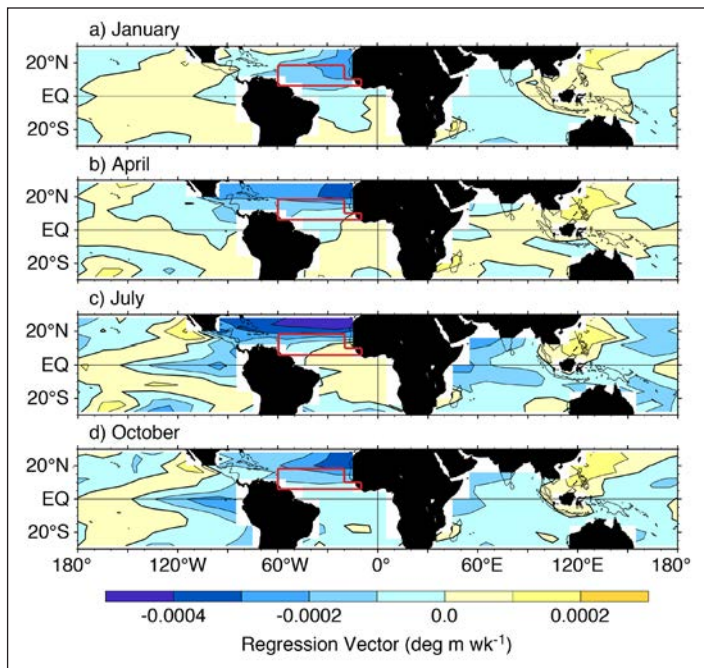 a) January
20°N
EQ
20°S
b) April
20°N
EQ
20°S
c) July
20°N
EQ
20°S
d) October
20°N
EQ
20°S
180° 120°W 60°W 0° 60°E 120°E 180°
-0.0004 -0.0002 0.0 0.0002
Regression Vector (deg m wk⁻¹)